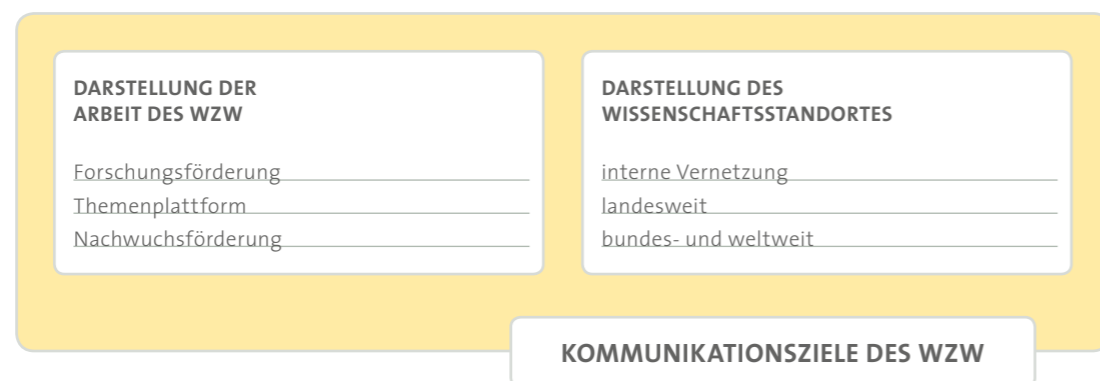 DARSTELLUNG DER
ARBEIT DES WZW
Forschungsförderung
Themenplattform
Nachwuchsförderung
DARSTELLUNG DES
WISSENSCHAFTSSTANDORTES
interne Vernetzung
landesweit
bundes- und weltweit
KOMMUNIKATIONSZIELE DES WZW